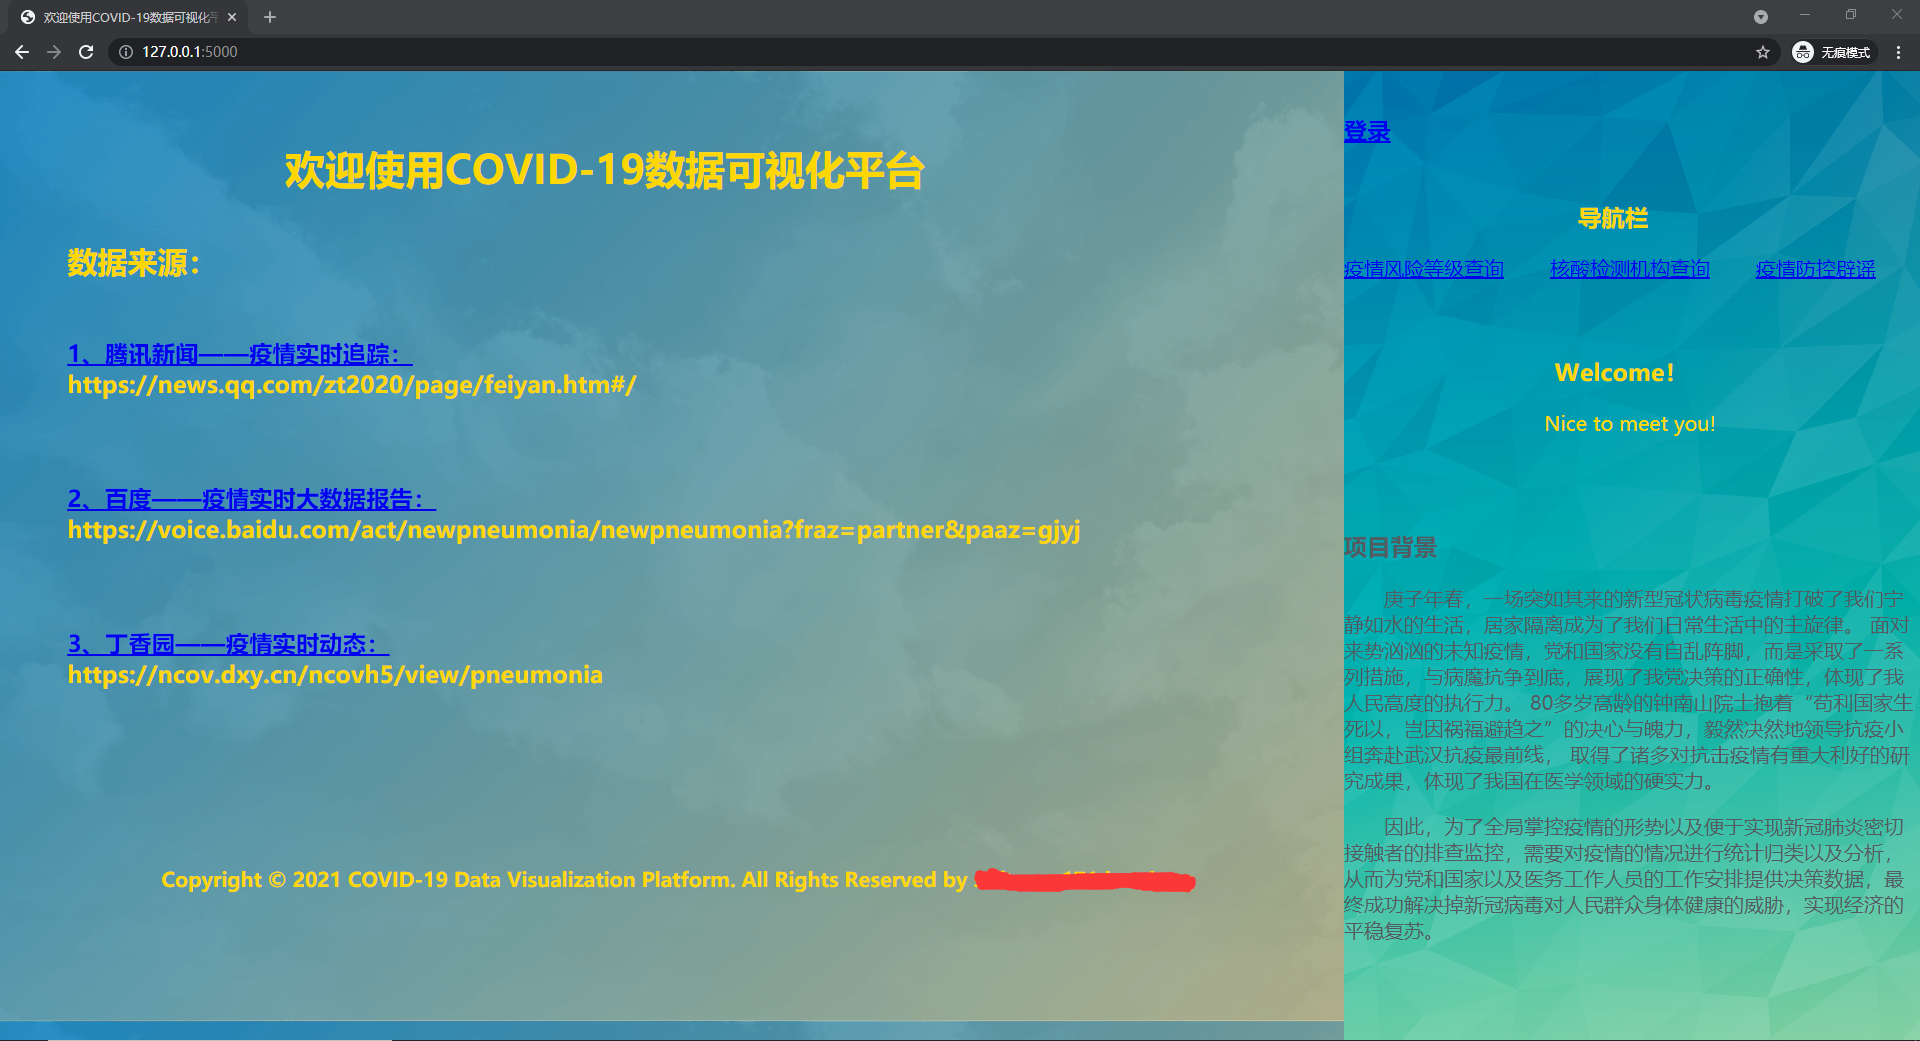 欢迎使用COVID-19数据可视化平
127.0.0.1:5000
无痕模式
欢迎使用COVID-19数据可视化平台
数据来源：
1、腾讯新闻——疫情实时追踪：
https://news.qq.com/zt2020/page/feiyan.htm#/
2、百度——疫情实时大数据报告：
https://voice.baidu.com/act/newpneumonia/newpneumonia?fraz=partner&paaz=gjyj
3、丁香园——疫情实时动态：
https://ncov.dxy.cn/ncovh5/view/pneumonia
Copyright © 2021 COVID-19 Data Visualization Platform. All Rights Reserved by
登录
导航栏
疫情风险等级查询 核酸检测机构查询 疫情防控辟谣
Welcome!
Nice to meet you!
项目背景
庚子年春，一场突如其来的新型冠状病毒疫情打破了我们宁
静如水的生活，居家隔离成为了我们日常生活中的主旋律。 面对
来势汹汹的未知疫情，党和国家没有自乱阵脚，而是采取了一系
列措施，与病魔抗争到底，展现了我党决策的正确性，体现了我
人民高度的执行力。 80多岁高龄的钟南山院士抱着“苟利国家生
死以，岂因祸福避趋之”的决心与魄力，毅然决然地领导抗疫小
组奔赴武汉抗疫最前线， 取得了诸多对抗击疫情有重大利好的研
究成果，体现了我国在医学领域的硬实力。
因此，为了全局掌控疫情的形势以及便于实现新冠肺炎密切
接触者的排查监控，需要对疫情的情况进行统计归类以及分析，
从而为党和国家以及医务工作人员的工作安排提供决策数据，最
终成功解决掉新冠病毒对人民群众身体健康的威胁，实现经济的
平稳复苏。